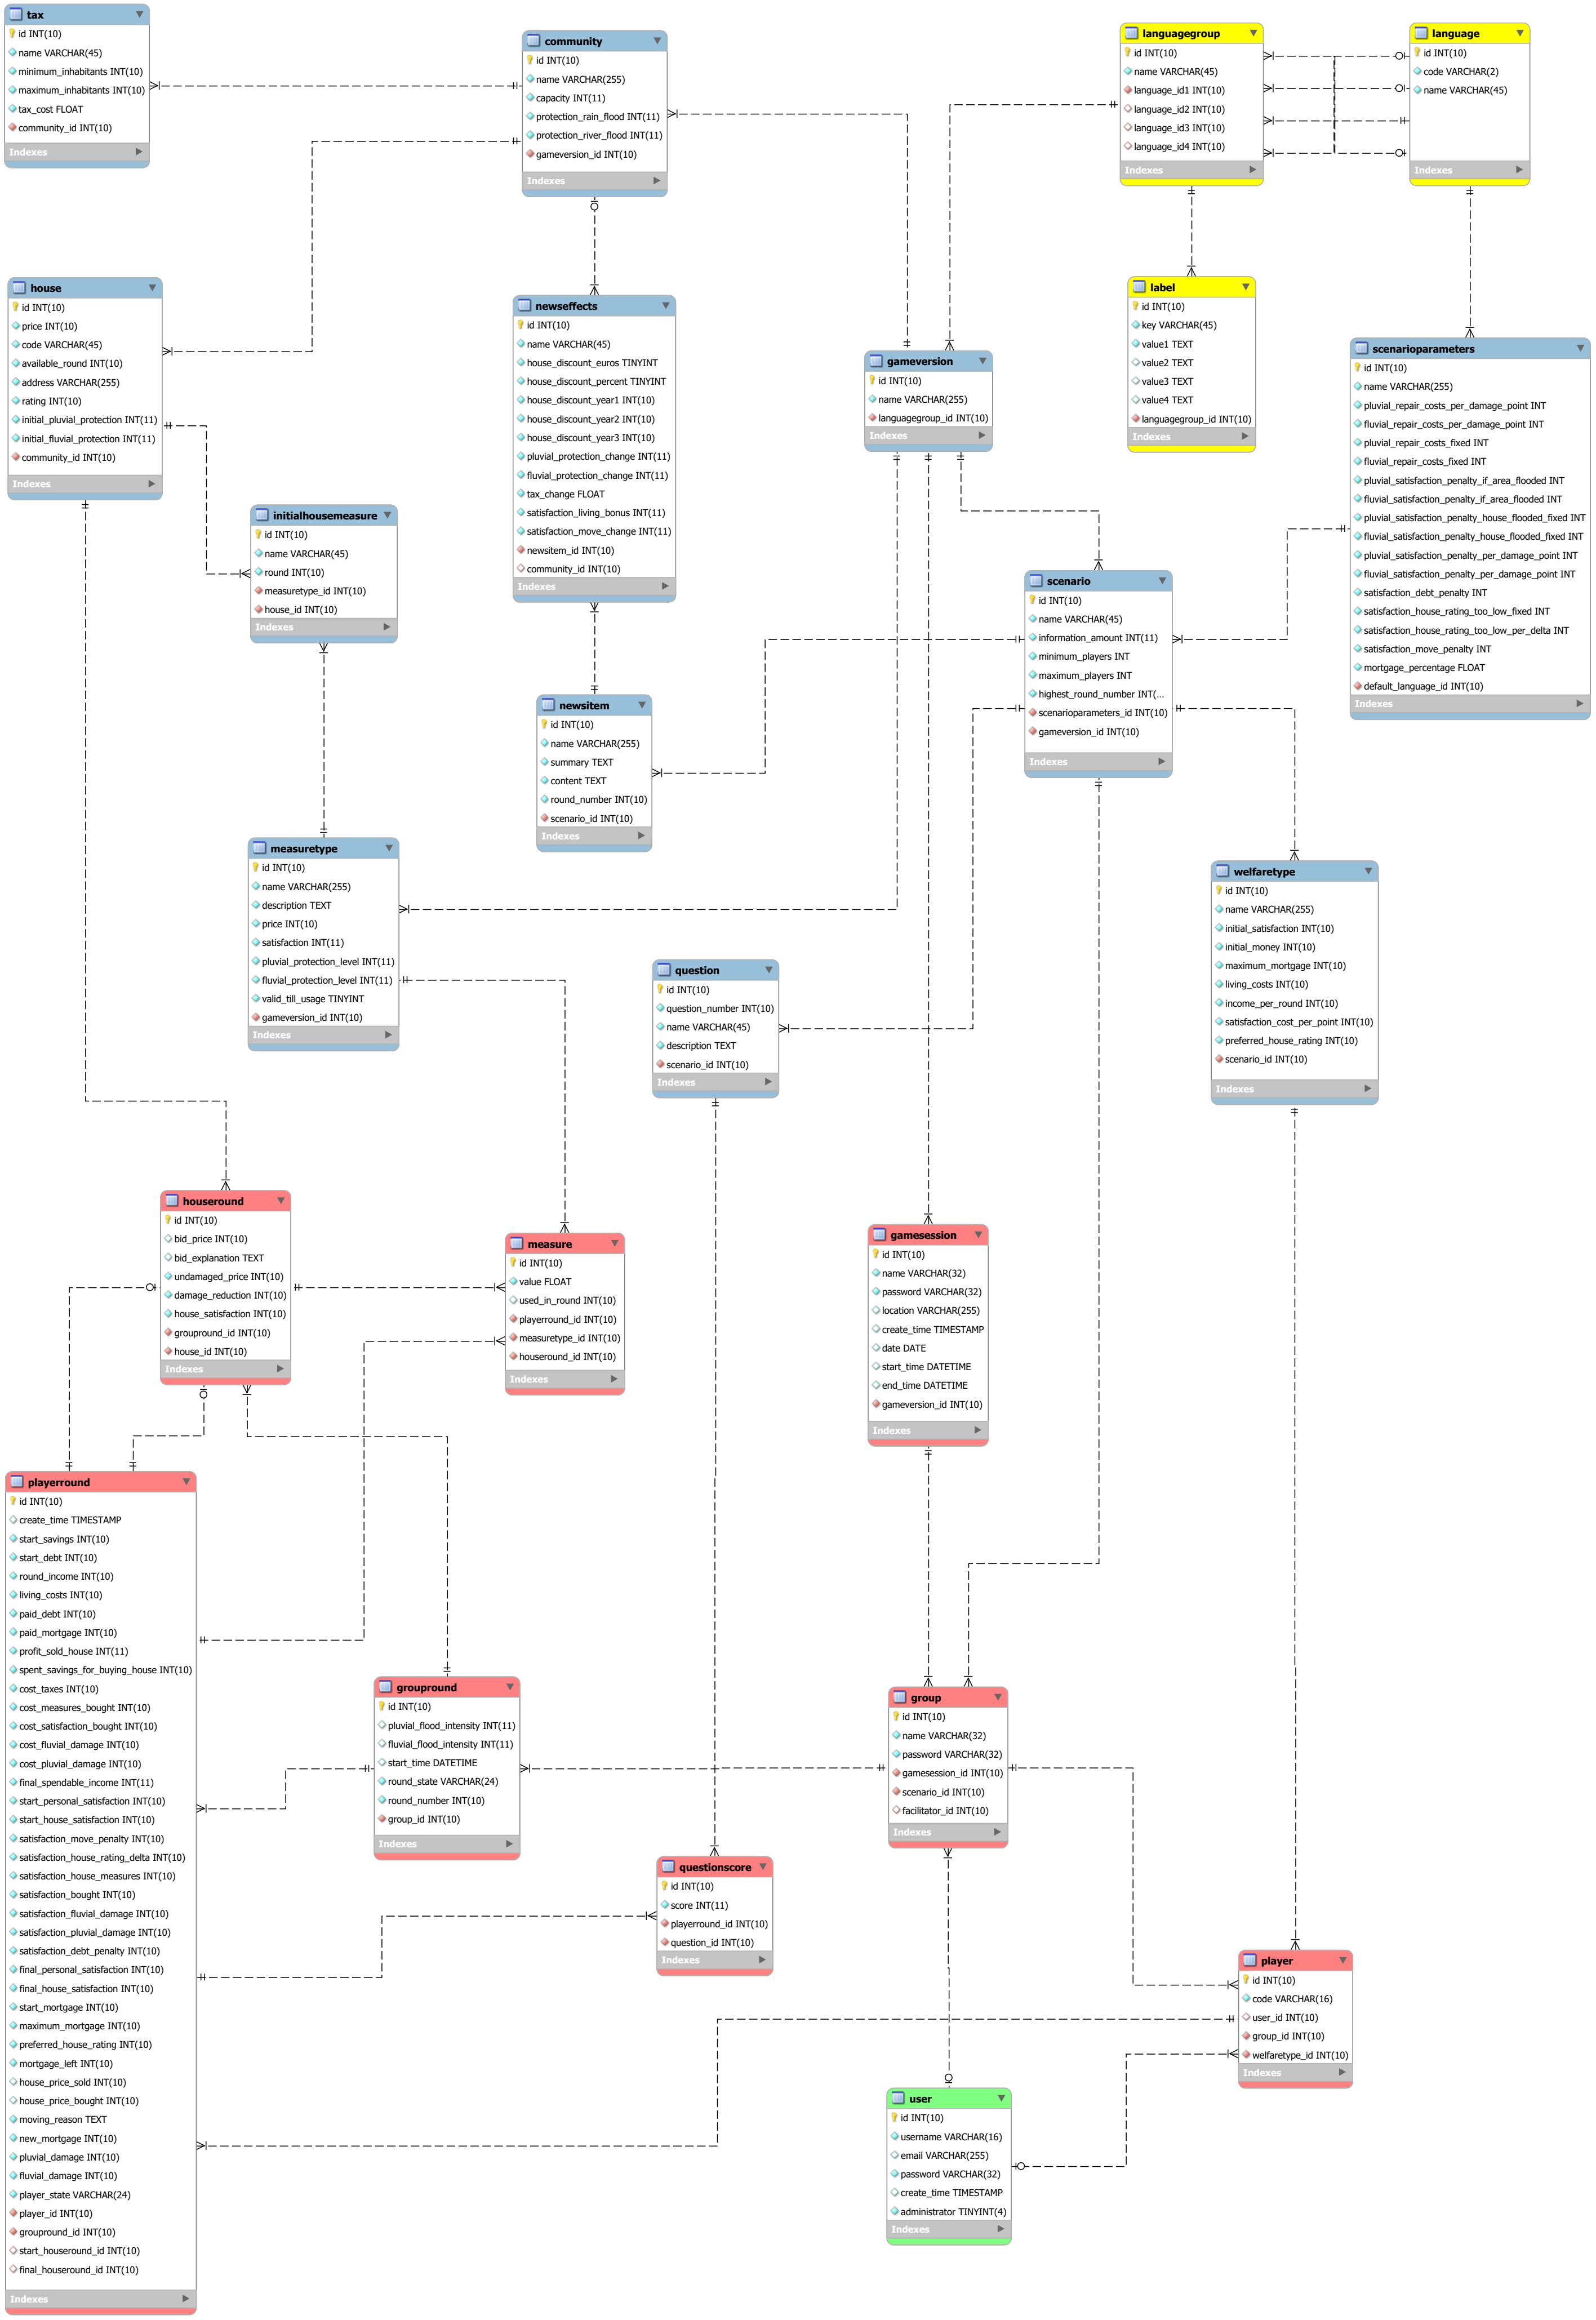 tax
id INT(10)
name VARCHAR(45)
minimum_inhabitants INT(10)
maximum_inhabitants INT(10)
tax_cost FLOAT
community_id INT(10)
Indexes
community
id INT(10)
name VARCHAR(255)
capacity INT(11)
protection_rain_flood INT(11)
protection_river_flood INT(11)
gameversion_id INT(10)
Indexes
languagegroup
id INT(10)
name VARCHAR(45)
language_id1 INT(10)
language_id2 INT(10)
language_id3 INT(10)
language_id4 INT(10)
Indexes
language
id INT(10)
code VARCHAR(2)
name VARCHAR(45)
Indexes
house
id INT(10)
price INT(10)
code VARCHAR(45)
available_round INT(10)
address VARCHAR(255)
rating INT(10)
initial_pluvial_protection INT(11)
initial_fluvial_protection INT(11)
community_id INT(10)
Indexes
newseffects
id INT(10)
name VARCHAR(45)
house_discount_euros TINYINT
house_discount_percent TINYINT
house_discount_year1 INT(10)
house_discount_year2 INT(10)
house_discount_year3 INT(10)
pluvial_protection_change INT(11)
fluvial_protection_change INT(11)
tax_change FLOAT
satisfaction_living_bonus INT(11)
satisfaction_move_change INT(11)
newsitem_id INT(10)
community_id INT(10)
Indexes
gameversion
id INT(10)
name VARCHAR(255)
languagegroup_id INT(10)
Indexes
label
id INT(10)
key VARCHAR(45)
value1 TEXT
value2 TEXT
value3 TEXT
value4 TEXT
languagegroup_id INT(10)
Indexes
scenarioparameters
id INT(10)
name VARCHAR(255)
pluvial_repair_costs_per_damage_point INT
fluvial_repair_costs_per_damage_point INT
pluvial_repair_costs_fixed INT
fluvial_repair_costs_fixed INT
pluvial_satisfaction_penalty_if_area_flooded INT
fluvial_satisfaction_penalty_if_area_flooded INT
pluvial_satisfaction_penalty_house_flooded_fixed INT
fluvial_satisfaction_penalty_house_flooded_fixed INT
pluvial_satisfaction_penalty_per_damage_point INT
fluvial_satisfaction_penalty_per_damage_point INT
satisfaction_debt_penalty INT
satisfaction_house_rating_too_low_fixed INT
satisfaction_house_rating_too_low_per_delta INT
satisfaction_move_penalty INT
mortgage_percentage FLOAT
default_language_id INT(10)
Indexes
initialhousemeasure
id INT(10)
name VARCHAR(45)
round INT(10)
measuretype_id INT(10)
house_id INT(10)
Indexes
scenario
id INT(10)
name VARCHAR(45)
information_amount INT(11)
minimum_players INT
maximum_players INT
highest_round_number INT(...
scenarioparameters_id INT(10)
gameversion_id INT(10)
Indexes
newsitem
id INT(10)
name VARCHAR(255)
summary TEXT
content TEXT
round_number INT(10)
scenario_id INT(10)
Indexes
measuretype
id INT(10)
name VARCHAR(255)
description TEXT
price INT(10)
satisfaction INT(11)
pluvial_protection_level INT(11)
fluvial_protection_level INT(11)
valid_till_usage TINYINT
gameversion_id INT(10)
Indexes
welfaretype
id INT(10)
name VARCHAR(255)
initial_satisfaction INT(10)
initial_money INT(10)
maximum_mortgage INT(10)
living_costs INT(10)
income_per_round INT(10)
satisfaction_cost_per_point INT(10)
preferred_house_rating INT(10)
scenario_id INT(10)
Indexes
question
id INT(10)
question_number INT(10)
name VARCHAR(45)
description TEXT
scenario_id INT(10)
Indexes
houseround
id INT(10)
bid_price INT(10)
bid_explanation TEXT
undamaged_price INT(10)
damage_reduction INT(10)
house_satisfaction INT(10)
groupround_id INT(10)
house_id INT(10)
Indexes
measure
id INT(10)
value FLOAT
used_in_round INT(10)
playerround_id INT(10)
measuretype_id INT(10)
houseround_id INT(10)
Indexes
gamesession
id INT(10)
name VARCHAR(32)
password VARCHAR(32)
location VARCHAR(255)
create_time TIMESTAMP
date DATE
start_time DATETIME
end_time DATETIME
gameversion_id INT(10)
Indexes
playerround
id INT(10)
create_time TIMESTAMP
start_savings INT(10)
start_debt INT(10)
round_income INT(10)
living_costs INT(10)
paid_debt INT(10)
paid_mortgage INT(10)
profit_sold_house INT(11)
spent_savings_for_buying_house INT(10)
cost_taxes INT(10)
cost_measures_bought INT(10)
cost_satisfaction_bought INT(10)
cost_fluvial_damage INT(10)
cost_pluvial_damage INT(10)
final_spendable_income INT(11)
start_personal_satisfaction INT(10)
start_house_satisfaction INT(10)
satisfaction_move_penalty INT(10)
satisfaction_house_rating_delta INT(10)
satisfaction_house_measures INT(10)
satisfaction_bought INT(10)
satisfaction_fluvial_damage INT(10)
satisfaction_pluvial_damage INT(10)
satisfaction_debt_penalty INT(10)
final_personal_satisfaction INT(10)
final_house_satisfaction INT(10)
start_mortgage INT(10)
maximum_mortgage INT(10)
preferred_house_rating INT(10)
mortgage_left INT(10)
house_price_sold INT(10)
house_price_bought INT(10)
moving_reason TEXT
new_mortgage INT(10)
pluvial_damage INT(10)
fluvial_damage INT(10)
player_state VARCHAR(24)
player_id INT(10)
groupround_id INT(10)
start_houseround_id INT(10)
final_houseround_id INT(10)
Indexes
groupround
id INT(10)
pluvial_flood_intensity INT(11)
fluvial_flood_intensity INT(11)
start_time DATETIME
round_state VARCHAR(24)
round_number INT(10)
group_id INT(10)
Indexes
group
id INT(10)
name VARCHAR(32)
password VARCHAR(32)
gamesession_id INT(10)
scenario_id INT(10)
facilitator_id INT(10)
Indexes
questionscore
id INT(10)
score INT(11)
playerround_id INT(10)
question_id INT(10)
Indexes
player
id INT(10)
code VARCHAR(16)
user_id INT(10)
group_id INT(10)
welfaretype_id INT(10)
Indexes
user
id INT(10)
username VARCHAR(16)
email VARCHAR(255)
password VARCHAR(32)
create_time TIMESTAMP
administrator TINYINT(4)
Indexes